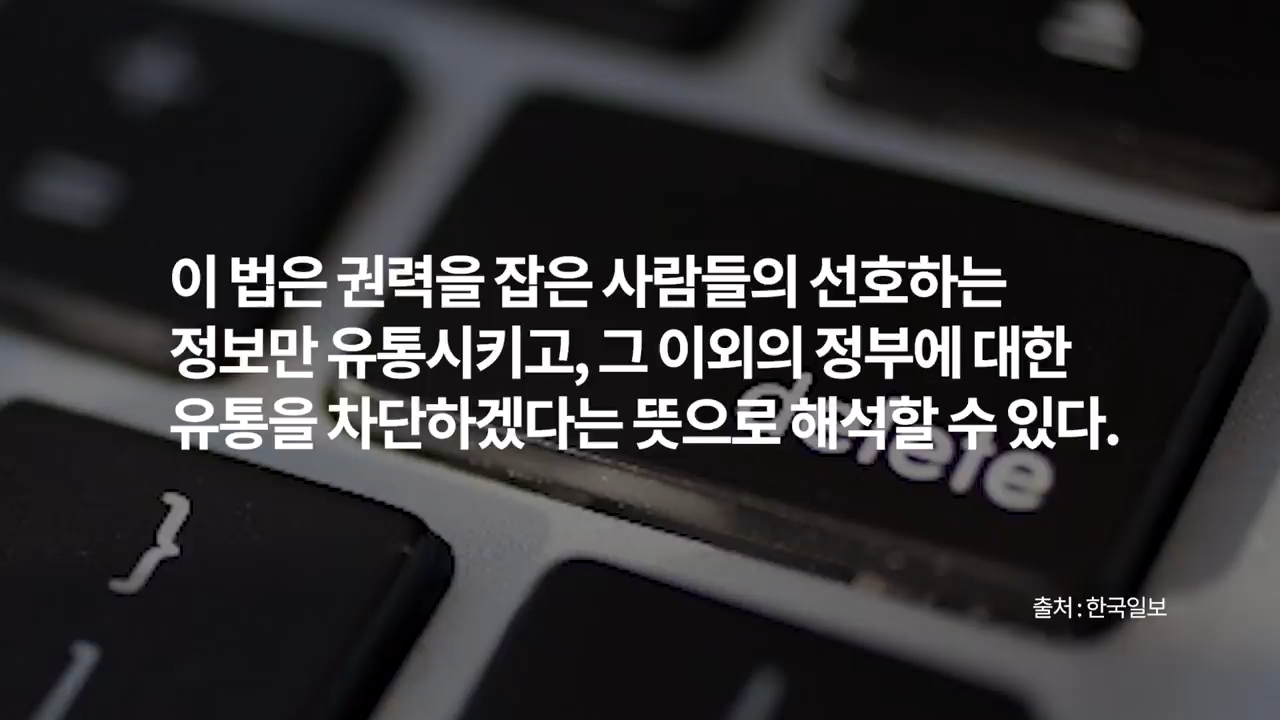 이 법은 권력을 잡은 사람들의 선호하는
정보만 유통시키고, 그 이외의 정부에 대한
유통을 차단하겠다는 뜻으로 해석할 수 있다.
delete
}
]
출처 : 한국일보